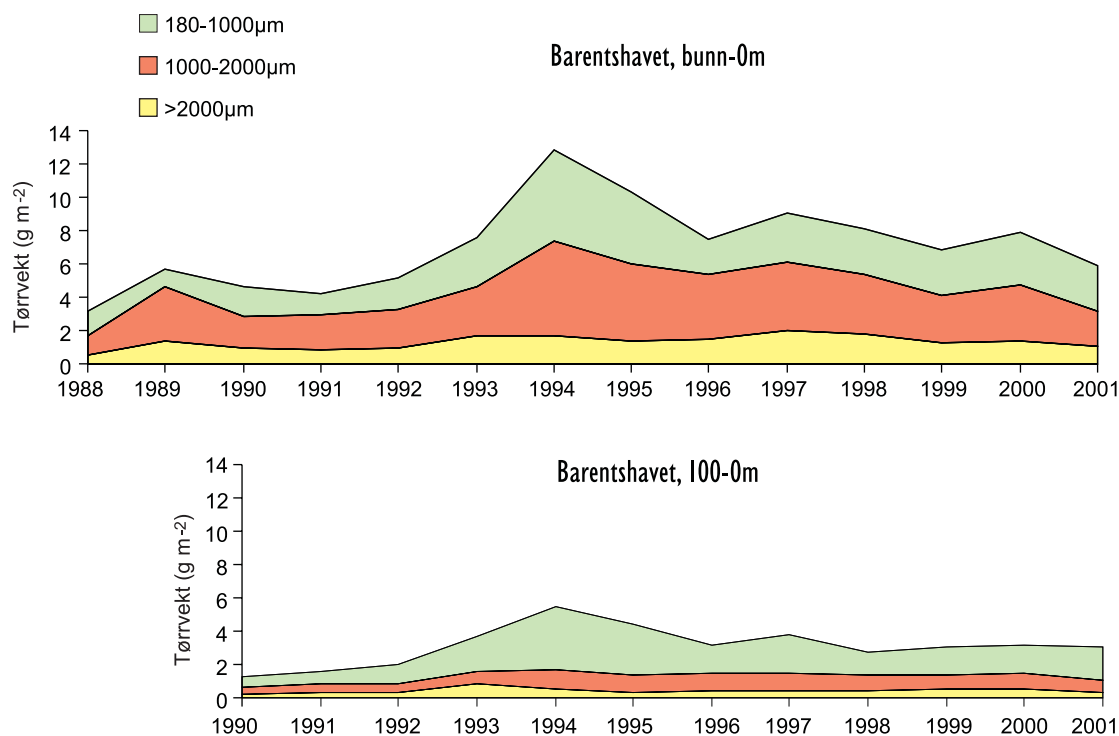 180-1000µm
1000-2000µm
>2000µm
Barentshavet, bunn-0m
Tørrvekt (g m-2)
14
12
10
8
6
4
2
0
1988 1989 1990 1991 1992 1993 1994 1995 1996 1997 1998 1999 2000 2001
Barentshavet, 100-0m
Tørrvekt (g m-2)
14
12
10
8
6
4
2
0
1990 1991 1992 1993 1994 1995 1996 1997 1998 1999 2000 2001